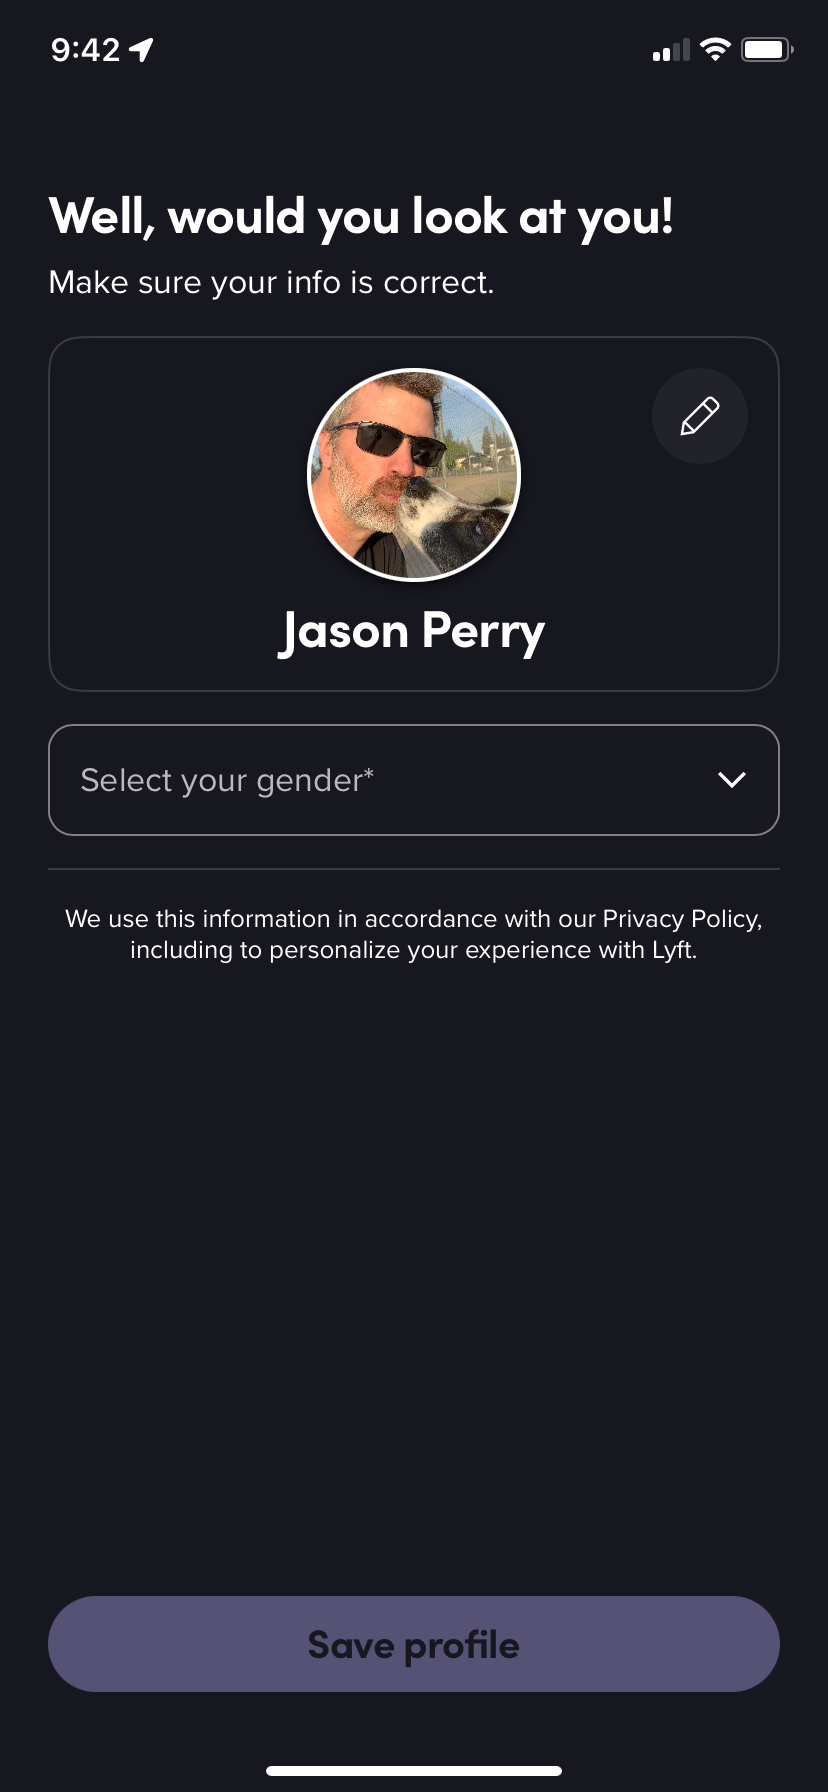 9:42
Well, would you look at you!
Make sure your info is correct.
Jason Perry
Select your gender*
We use this information in accordance with our Privacy Policy,
including to personalize your experience with Lyft.
Save profile